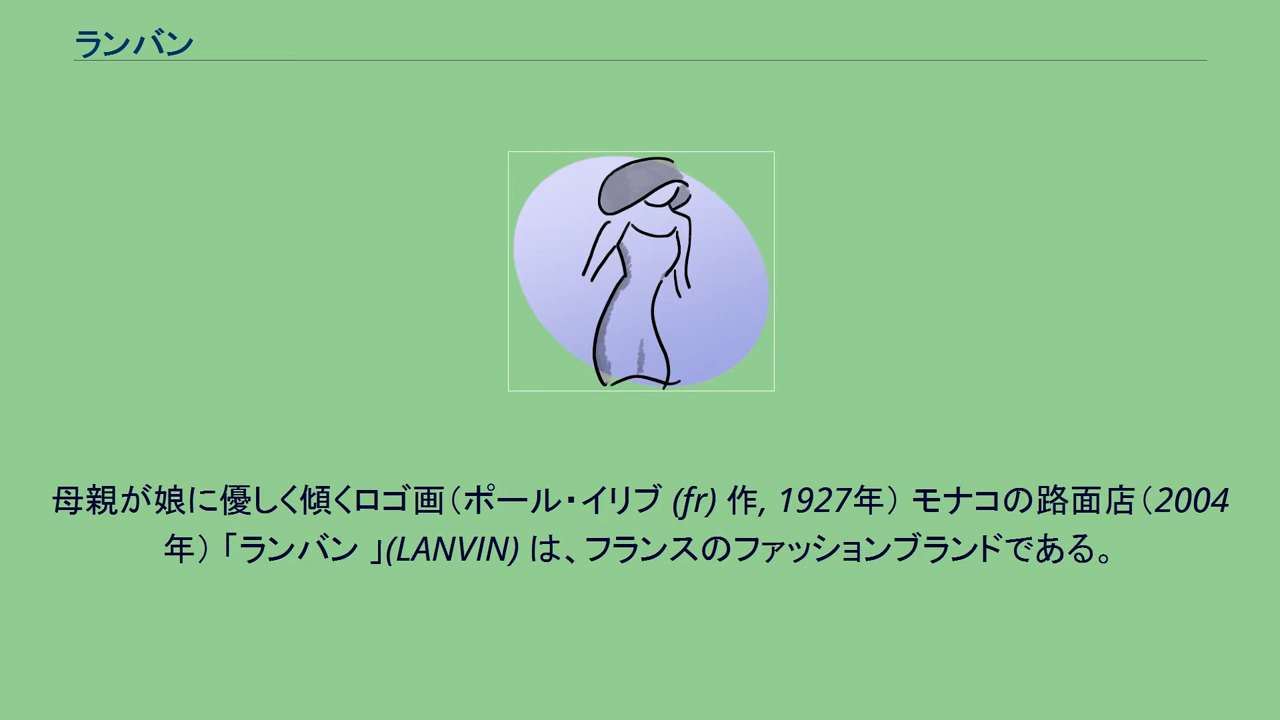 ランバン
母親が娘に優しく傾くロゴ画（ポール・イリブ (fr) 作, 1927年） モナコの路面店（2004
年） 「ランバン 」(LANVIN) は、フランスのファッションブランドである。